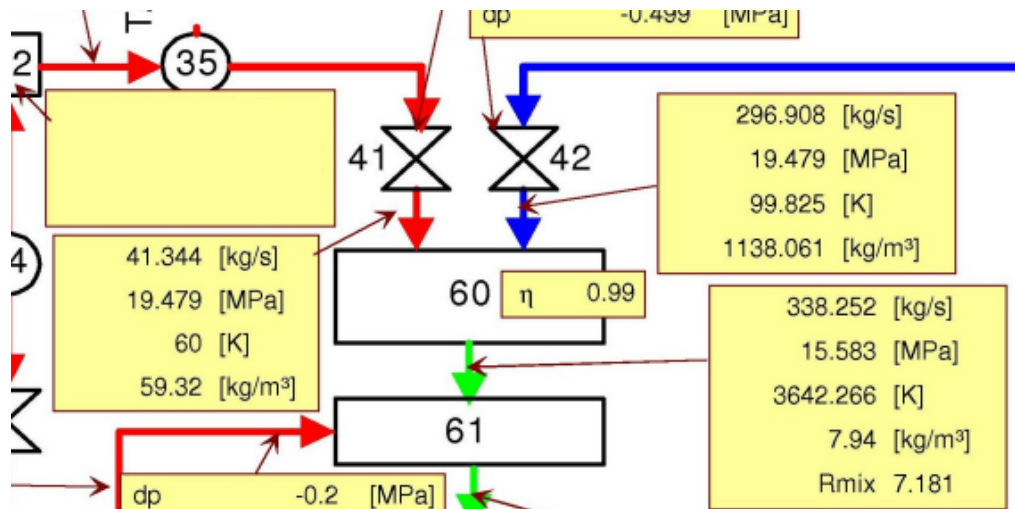 dp -0.499 [MPa]
2
35
T
41
42
296.908 [kg/s]
19.479 [MPa]
99.825 [K]
1138.061 [kg/m³]
4
41.344 [kg/s]
19.479 [MPa]
60 [K]
59.32 [kg/m³]
60
η 0.99
338.252 [kg/s]
15.583 [MPa]
3642.266 [K]
7.94 [kg/m³]
Rmix 7.181
61
dp -0.2 [MPa]